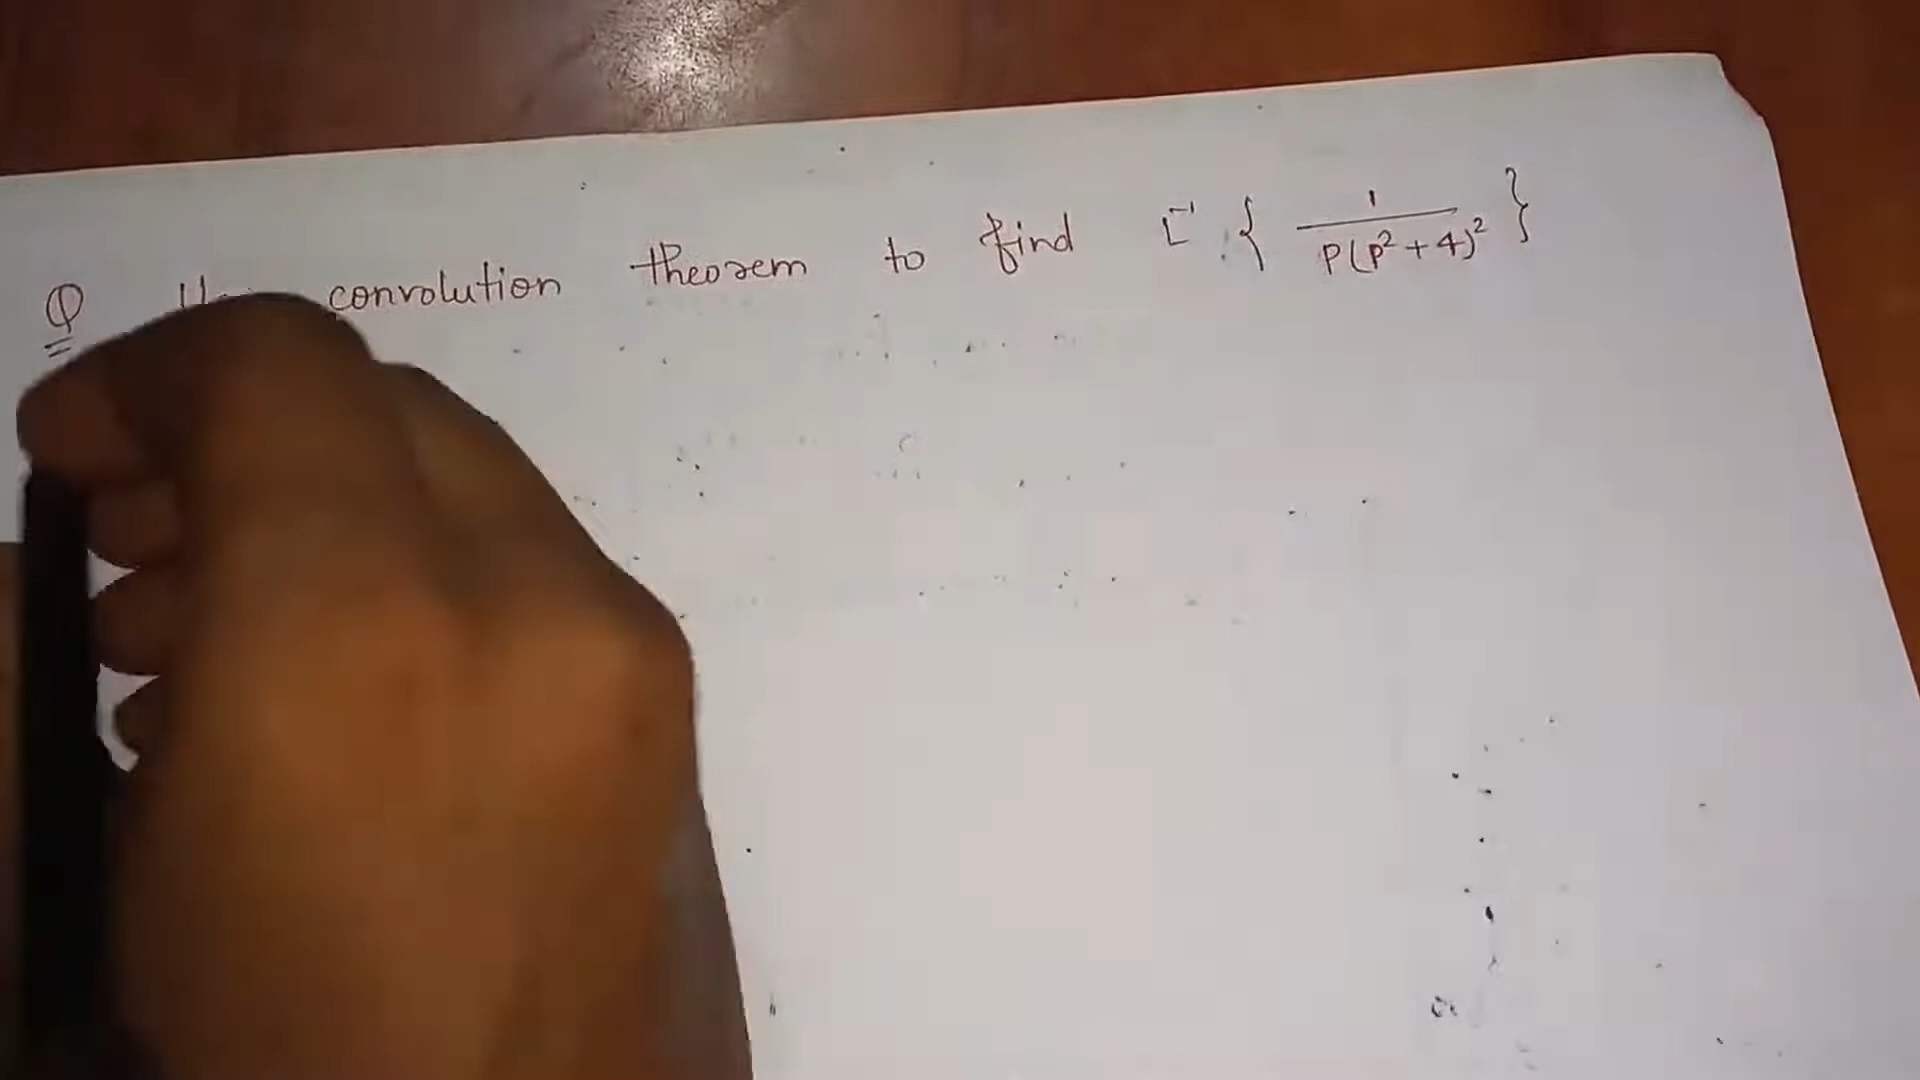 Q convolution theorem to find L⁻¹ { 1 / P(P² + 4)² }